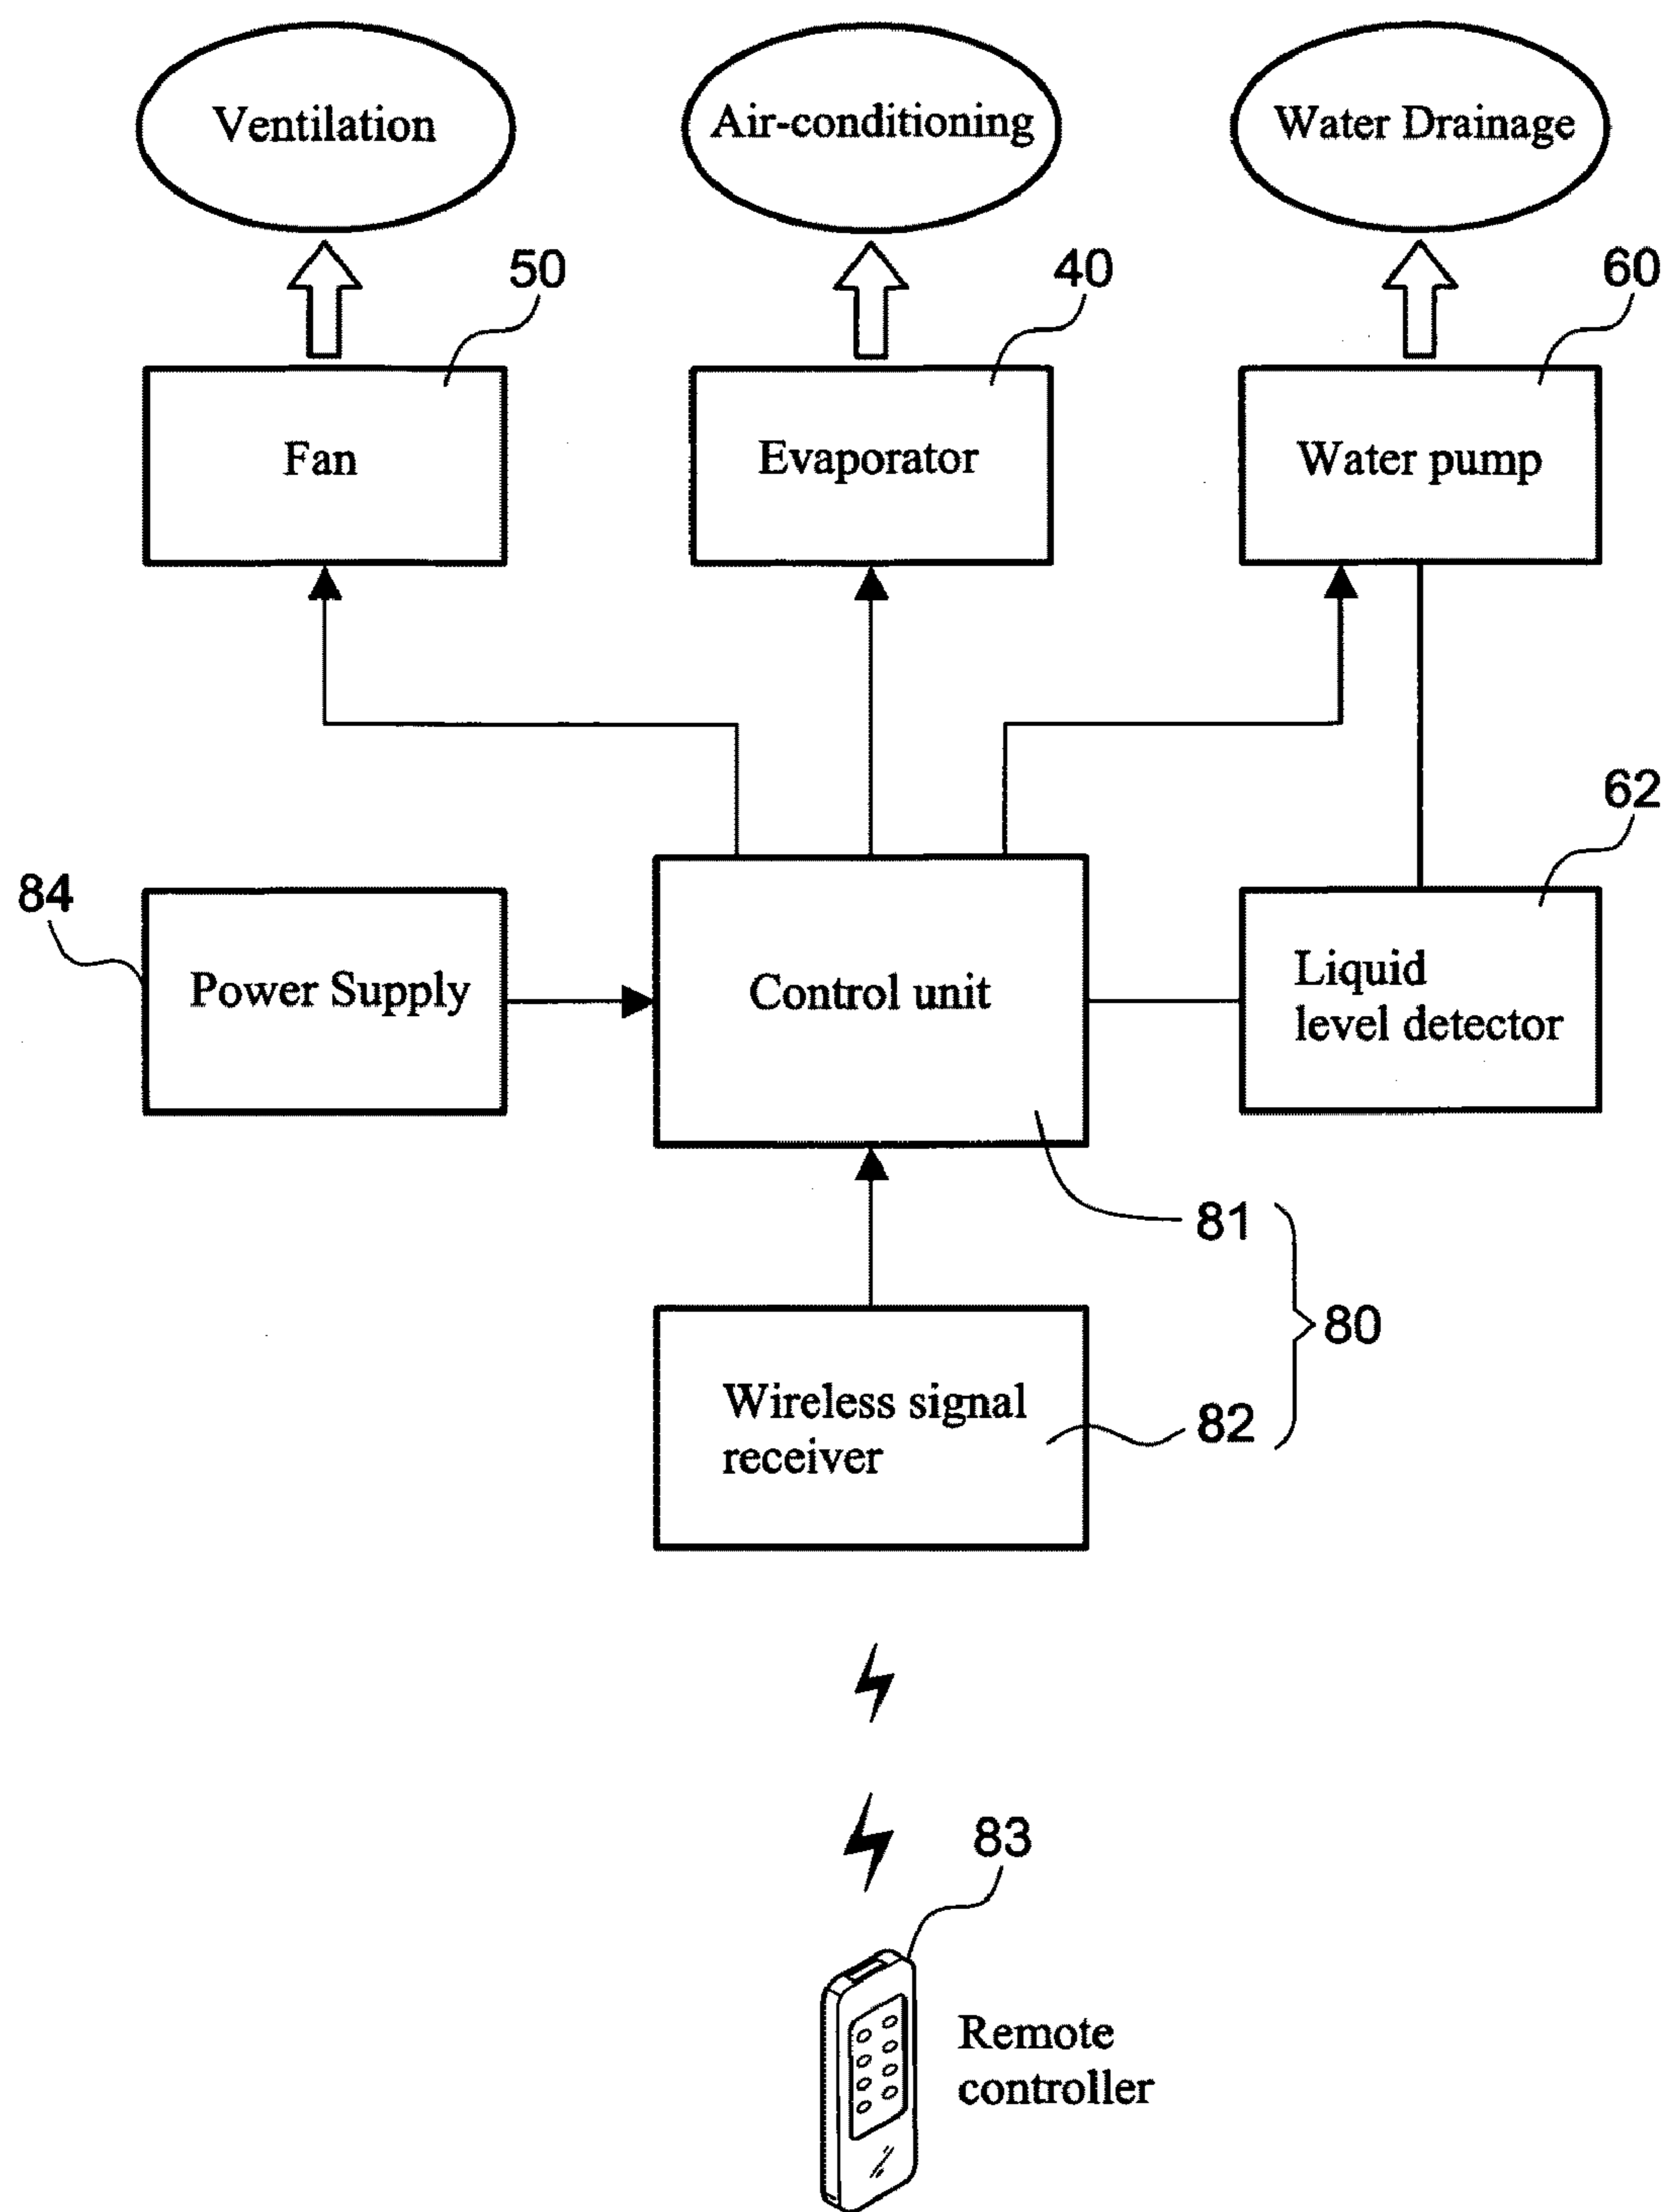 Ventilation
Air-conditioning
Water Drainage
50
40
60
Fan
Evaporator
Water pump
62
84
Power Supply
Control unit
Liquid
level detector
81
80
Wireless signal
receiver
82
83
Remote
controller